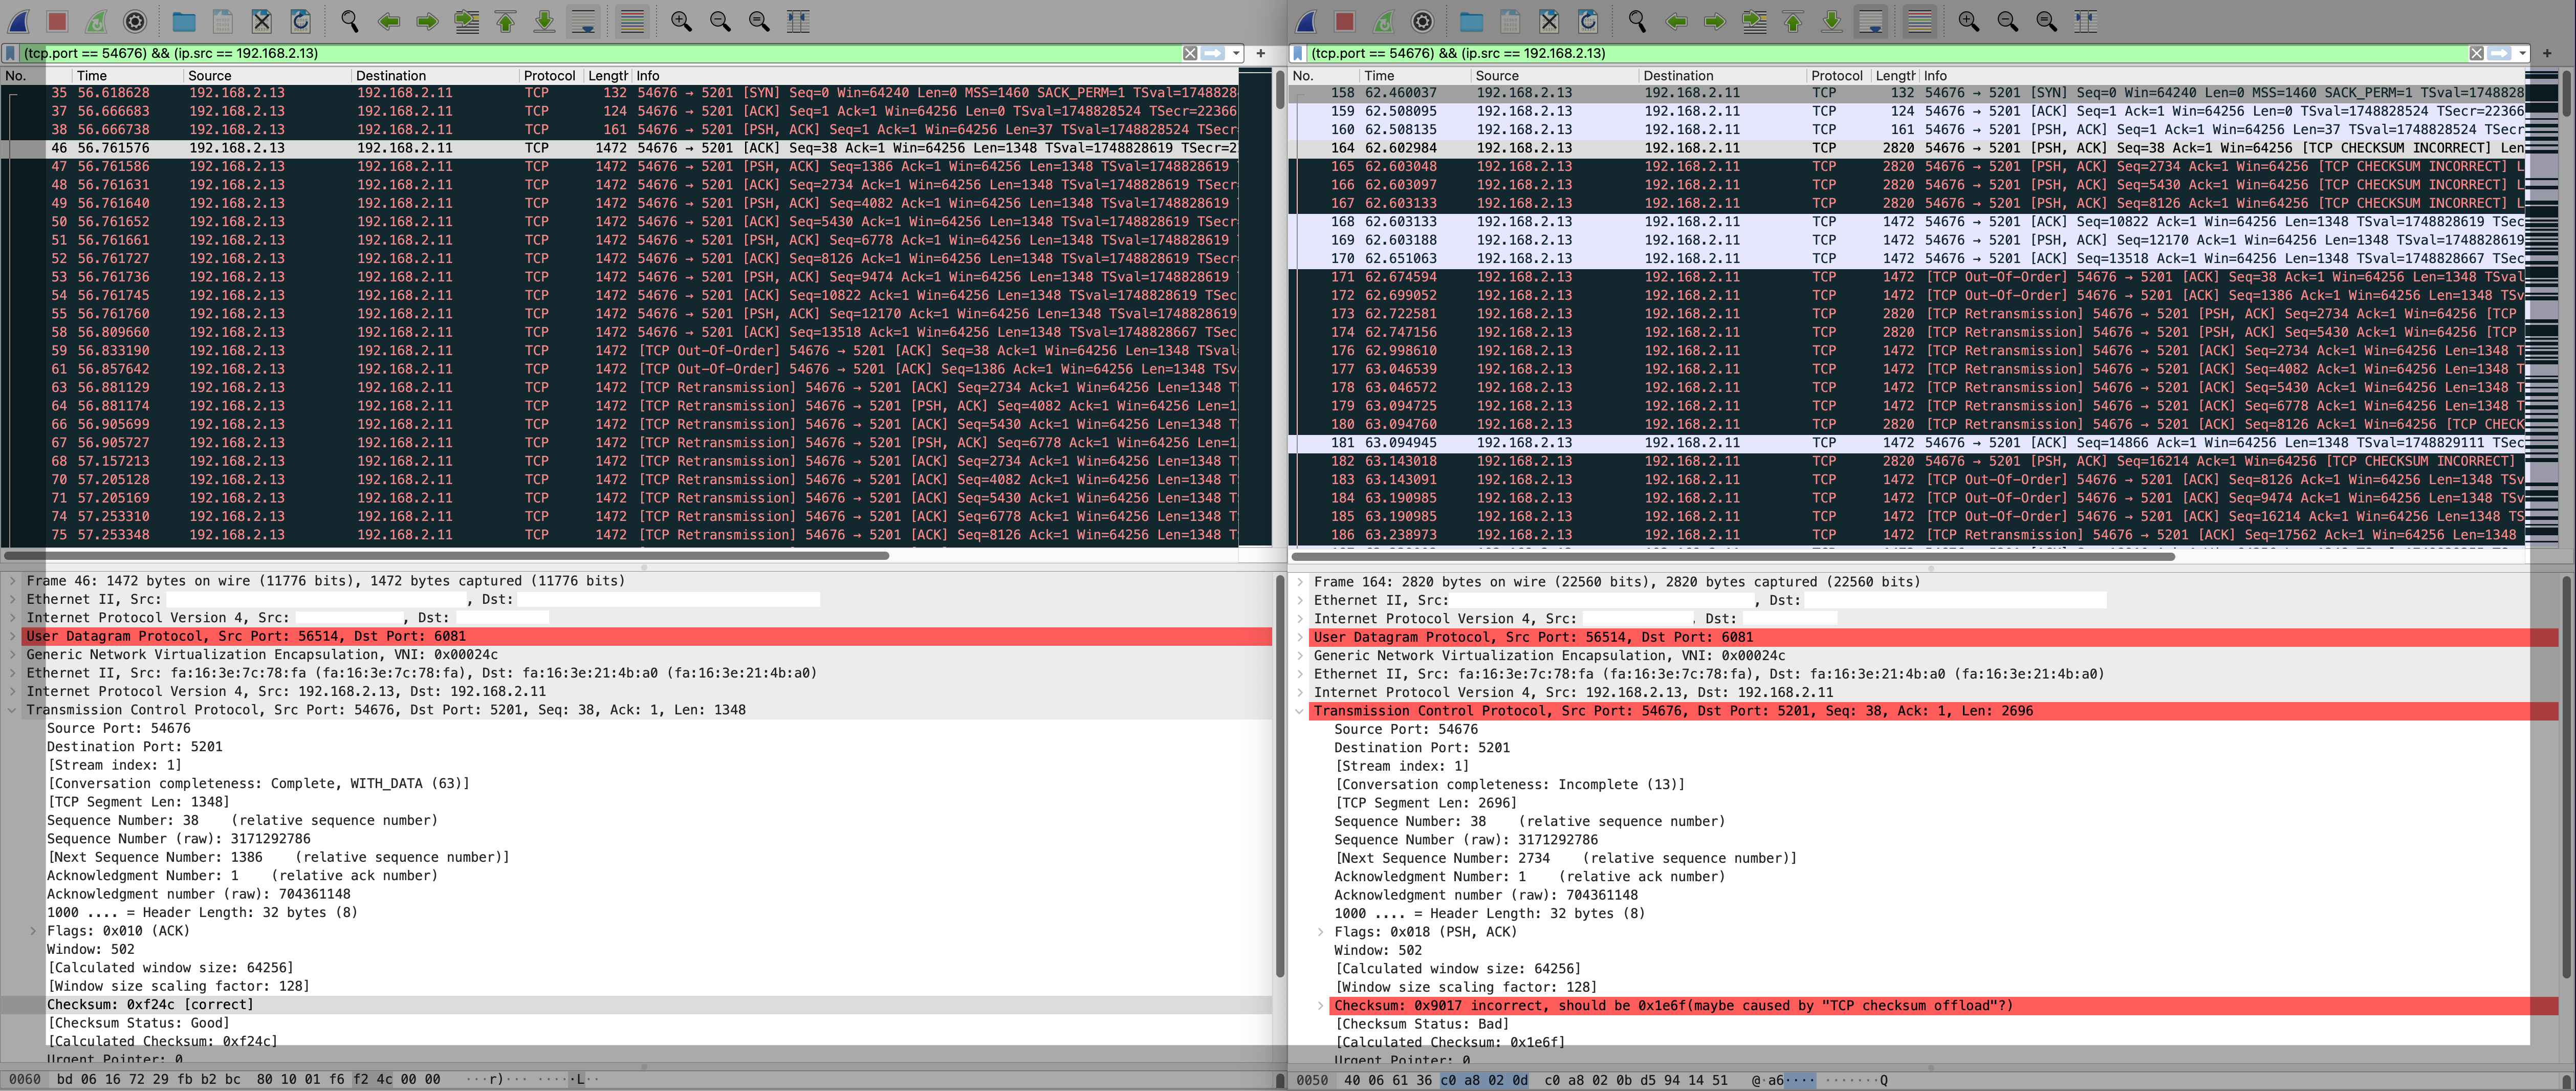 (tcp.port == 54676) && (ip.src == 192.168.2.13)
No. Time Source Destination Protocol Length Info
35 56.618628 192.168.2.13 192.168.2.11 TCP 132 54676 → 5201 [SYN] Seq=0 Win=64240 Len=0 MSS=1460 SACK_PERM=1 TSval=1748828
37 56.666683 192.168.2.13 192.168.2.11 TCP 124 54676 → 5201 [ACK] Seq=1 Ack=1 Win=64256 Len=0 TSval=1748828524 TSecr=22366
38 56.666738 192.168.2.13 192.168.2.11 TCP 161 54676 → 5201 [PSH, ACK] Seq=1 Ack=1 Win=64256 Len=37 TSval=1748828524 TSecr
46 56.761576 192.168.2.13 192.168.2.11 TCP 1472 54676 → 5201 [ACK] Seq=38 Ack=1 Win=64256 Len=1348 TSval=1748828619 TSecr=2
47 56.761586 192.168.2.13 192.168.2.11 TCP 1472 54676 → 5201 [PSH, ACK] Seq=1386 Ack=1 Win=64256 Len=1348 TSval=1748828619
48 56.761631 192.168.2.13 192.168.2.11 TCP 1472 54676 → 5201 [ACK] Seq=2734 Ack=1 Win=64256 Len=1348 TSval=1748828619 TSecr
49 56.761640 192.168.2.13 192.168.2.11 TCP 1472 54676 → 5201 [PSH, ACK] Seq=4082 Ack=1 Win=64256 Len=1348 TSval=1748828619
50 56.761652 192.168.2.13 192.168.2.11 TCP 1472 54676 → 5201 [ACK] Seq=5430 Ack=1 Win=64256 Len=1348 TSval=1748828619 TSecr
51 56.761661 192.168.2.13 192.168.2.11 TCP 1472 54676 → 5201 [PSH, ACK] Seq=6778 Ack=1 Win=64256 Len=1348 TSval=1748828619
52 56.761727 192.168.2.13 192.168.2.11 TCP 1472 54676 → 5201 [ACK] Seq=8126 Ack=1 Win=64256 Len=1348 TSval=1748828619 TSecr
53 56.761736 192.168.2.13 192.168.2.11 TCP 1472 54676 → 5201 [PSH, ACK] Seq=9474 Ack=1 Win=64256 Len=1348 TSval=1748828619
54 56.761745 192.168.2.13 192.168.2.11 TCP 1472 54676 → 5201 [ACK] Seq=10822 Ack=1 Win=64256 Len=1348 TSval=1748828619 TSec
55 56.761760 192.168.2.13 192.168.2.11 TCP 1472 54676 → 5201 [PSH, ACK] Seq=12170 Ack=1 Win=64256 Len=1348 TSval=1748828619
58 56.809660 192.168.2.13 192.168.2.11 TCP 1472 54676 → 5201 [ACK] Seq=13518 Ack=1 Win=64256 Len=1348 TSval=1748828667 TSec
59 56.833190 192.168.2.13 192.168.2.11 TCP 1472 [TCP Out-Of-Order] 54676 → 5201 [ACK] Seq=38 Ack=1 Win=64256 Len=1348 TSval
61 56.857642 192.168.2.13 192.168.2.11 TCP 1472 [TCP Out-Of-Order] 54676 → 5201 [ACK] Seq=1386 Ack=1 Win=64256 Len=1348 TSv
63 56.881129 192.168.2.13 192.168.2.11 TCP 1472 [TCP Retransmission] 54676 → 5201 [ACK] Seq=2734 Ack=1 Win=64256 Len=1348 T
64 56.881174 192.168.2.13 192.168.2.11 TCP 1472 [TCP Retransmission] 54676 → 5201 [PSH, ACK] Seq=4082 Ack=1 Win=64256 Len=1
66 56.905699 192.168.2.13 192.168.2.11 TCP 1472 [TCP Retransmission] 54676 → 5201 [ACK] Seq=5430 Ack=1 Win=64256 Len=1348 T
67 56.905727 192.168.2.13 192.168.2.11 TCP 1472 [TCP Retransmission] 54676 → 5201 [PSH, ACK] Seq=6778 Ack=1 Win=64256 Len=1
68 57.157213 192.168.2.13 192.168.2.11 TCP 1472 [TCP Retransmission] 54676 → 5201 [ACK] Seq=2734 Ack=1 Win=64256 Len=1348 T
70 57.205128 192.168.2.13 192.168.2.11 TCP 1472 [TCP Retransmission] 54676 → 5201 [ACK] Seq=4082 Ack=1 Win=64256 Len=1348 T
71 57.205169 192.168.2.13 192.168.2.11 TCP 1472 [TCP Retransmission] 54676 → 5201 [ACK] Seq=5430 Ack=1 Win=64256 Len=1348 T
74 57.253310 192.168.2.13 192.168.2.11 TCP 1472 [TCP Retransmission] 54676 → 5201 [ACK] Seq=6778 Ack=1 Win=64256 Len=1348 T
75 57.253348 192.168.2.13 192.168.2.11 TCP 1472 [TCP Retransmission] 54676 → 5201 [ACK] Seq=8126 Ack=1 Win=64256 Len=1348 T
Frame 46: 1472 bytes on wire (11776 bits), 1472 bytes captured (11776 bits)
Ethernet II, Src: , Dst:
Internet Protocol Version 4, Src: , Dst:
User Datagram Protocol, Src Port: 56514, Dst Port: 6081
Generic Network Virtualization Encapsulation, VNI: 0x00024c
Ethernet II, Src: fa:16:3e:7c:78:fa (fa:16:3e:7c:78:fa), Dst: fa:16:3e:21:4b:a0 (fa:16:3e:21:4b:a0)
Internet Protocol Version 4, Src: 192.168.2.13, Dst: 192.168.2.11
Transmission Control Protocol, Src Port: 54676, Dst Port: 5201, Seq: 38, Ack: 1, Len: 1348
Source Port: 54676
Destination Port: 5201
[Stream index: 1]
[Conversation completeness: Complete, WITH_DATA (63)]
[TCP Segment Len: 1348]
Sequence Number: 38 (relative sequence number)
Sequence Number (raw): 3171292786
[Next Sequence Number: 1386 (relative sequence number)]
Acknowledgment Number: 1 (relative ack number)
Acknowledgment number (raw): 704361148
1000 .... = Header Length: 32 bytes (8)
Flags: 0x010 (ACK)
Window: 502
[Calculated window size: 64256]
[Window size scaling factor: 128]
Checksum: 0xf24c [correct]
[Checksum Status: Good]
[Calculated Checksum: 0xf24c]
Urgent Pointer: 0
0060 bd 06 16 72 29 fb b2 bc 80 10 01 f6 f2 4c 00 00 ···r)··· ·····L··
(tcp.port == 54676) && (ip.src == 192.168.2.13)
No. Time Source Destination Protocol Length Info
158 62.460037 192.168.2.13 192.168.2.11 TCP 132 54676 → 5201 [SYN] Seq=0 Win=64240 Len=0 MSS=1460 SACK_PERM=1 TSval=1748828
159 62.508095 192.168.2.13 192.168.2.11 TCP 124 54676 → 5201 [ACK] Seq=1 Ack=1 Win=64256 Len=0 TSval=1748828524 TSecr=22366
160 62.508135 192.168.2.13 192.168.2.11 TCP 161 54676 → 5201 [PSH, ACK] Seq=1 Ack=1 Win=64256 Len=37 TSval=1748828524 TSecr
164 62.602984 192.168.2.13 192.168.2.11 TCP 2820 54676 → 5201 [PSH, ACK] Seq=38 Ack=1 Win=64256 [TCP CHECKSUM INCORRECT] Len
165 62.603048 192.168.2.13 192.168.2.11 TCP 2820 54676 → 5201 [PSH, ACK] Seq=2734 Ack=1 Win=64256 [TCP CHECKSUM INCORRECT] L
166 62.603097 192.168.2.13 192.168.2.11 TCP 2820 54676 → 5201 [PSH, ACK] Seq=5430 Ack=1 Win=64256 [TCP CHECKSUM INCORRECT] L
167 62.603133 192.168.2.13 192.168.2.11 TCP 2820 54676 → 5201 [PSH, ACK] Seq=8126 Ack=1 Win=64256 [TCP CHECKSUM INCORRECT] L
168 62.603133 192.168.2.13 192.168.2.11 TCP 1472 54676 → 5201 [ACK] Seq=10822 Ack=1 Win=64256 Len=1348 TSval=1748828619 TSec
169 62.603188 192.168.2.13 192.168.2.11 TCP 1472 54676 → 5201 [PSH, ACK] Seq=12170 Ack=1 Win=64256 Len=1348 TSval=1748828619
170 62.651063 192.168.2.13 192.168.2.11 TCP 1472 54676 → 5201 [ACK] Seq=13518 Ack=1 Win=64256 Len=1348 TSval=1748828667 TSec
171 62.674594 192.168.2.13 192.168.2.11 TCP 1472 [TCP Out-Of-Order] 54676 → 5201 [ACK] Seq=38 Ack=1 Win=64256 Len=1348 TSval
172 62.699052 192.168.2.13 192.168.2.11 TCP 1472 [TCP Out-Of-Order] 54676 → 5201 [ACK] Seq=1386 Ack=1 Win=64256 Len=1348 TSv
173 62.722581 192.168.2.13 192.168.2.11 TCP 2820 [TCP Retransmission] 54676 → 5201 [PSH, ACK] Seq=2734 Ack=1 Win=64256 [TCP
174 62.747156 192.168.2.13 192.168.2.11 TCP 2820 [TCP Retransmission] 54676 → 5201 [PSH, ACK] Seq=5430 Ack=1 Win=64256 [TCP
176 62.998610 192.168.2.13 192.168.2.11 TCP 1472 [TCP Retransmission] 54676 → 5201 [ACK] Seq=2734 Ack=1 Win=64256 Len=1348 T
177 63.046539 192.168.2.13 192.168.2.11 TCP 1472 [TCP Retransmission] 54676 → 5201 [ACK] Seq=4082 Ack=1 Win=64256 Len=1348 T
178 63.046572 192.168.2.13 192.168.2.11 TCP 1472 [TCP Retransmission] 54676 → 5201 [ACK] Seq=5430 Ack=1 Win=64256 Len=1348 T
179 63.094725 192.168.2.13 192.168.2.11 TCP 1472 [TCP Retransmission] 54676 → 5201 [ACK] Seq=6778 Ack=1 Win=64256 Len=1348 T
180 63.094760 192.168.2.13 192.168.2.11 TCP 2820 [TCP Retransmission] 54676 → 5201 [PSH, ACK] Seq=8126 Ack=1 Win=64256 [TCP CHECK
181 63.094945 192.168.2.13 192.168.2.11 TCP 1472 54676 → 5201 [ACK] Seq=14866 Ack=1 Win=64256 Len=1348 TSval=1748829111 TSec
182 63.143018 192.168.2.13 192.168.2.11 TCP 2820 54676 → 5201 [PSH, ACK] Seq=16214 Ack=1 Win=64256 [TCP CHECKSUM INCORRECT]
183 63.143091 192.168.2.13 192.168.2.11 TCP 1472 [TCP Out-Of-Order] 54676 → 5201 [ACK] Seq=8126 Ack=1 Win=64256 Len=1348 TSv
184 63.190985 192.168.2.13 192.168.2.11 TCP 1472 [TCP Out-Of-Order] 54676 → 5201 [ACK] Seq=9474 Ack=1 Win=64256 Len=1348 TSv
185 63.190985 192.168.2.13 192.168.2.11 TCP 1472 [TCP Out-Of-Order] 54676 → 5201 [ACK] Seq=16214 Ack=1 Win=64256 Len=1348 TS
186 63.238973 192.168.2.13 192.168.2.11 TCP 1472 [TCP Retransmission] 54676 → 5201 [ACK] Seq=17562 Ack=1 Win=64256 Len=1348
Frame 164: 2820 bytes on wire (22560 bits), 2820 bytes captured (22560 bits)
Ethernet II, Src: , Dst:
Internet Protocol Version 4, Src: , Dst:
User Datagram Protocol, Src Port: 56514, Dst Port: 6081
Generic Network Virtualization Encapsulation, VNI: 0x00024c
Ethernet II, Src: fa:16:3e:7c:78:fa (fa:16:3e:7c:78:fa), Dst: fa:16:3e:21:4b:a0 (fa:16:3e:21:4b:a0)
Internet Protocol Version 4, Src: 192.168.2.13, Dst: 192.168.2.11
Transmission Control Protocol, Src Port: 54676, Dst Port: 5201, Seq: 38, Ack: 1, Len: 2696
Source Port: 54676
Destination Port: 5201
[Stream index: 1]
[Conversation completeness: Incomplete (13)]
[TCP Segment Len: 2696]
Sequence Number: 38 (relative sequence number)
Sequence Number (raw): 3171292786
[Next Sequence Number: 2734 (relative sequence number)]
Acknowledgment Number: 1 (relative ack number)
Acknowledgment number (raw): 704361148
1000 .... = Header Length: 32 bytes (8)
Flags: 0x018 (PSH, ACK)
Window: 502
[Calculated window size: 64256]
[Window size scaling factor: 128]
Checksum: 0x9017 incorrect, should be 0x1e6f(maybe caused by "TCP checksum offload"?)
[Checksum Status: Bad]
[Calculated Checksum: 0x1e6f]
Urgent Pointer: 0
0050 40 06 61 36 c0 a8 02 0d c0 a8 02 0b d5 94 14 51 @·a6···· ·······Q